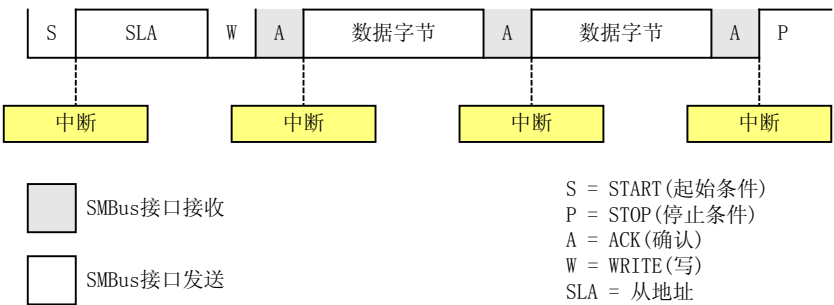 S SLA W A 数据字节 A 数据字节 A P
中断 中断 中断 中断
SMBus接口接收
SMBus接口发送
S = START(起始条件)
P = STOP(停止条件)
A = ACK(确认)
W = WRITE(写)
SLA = 从地址